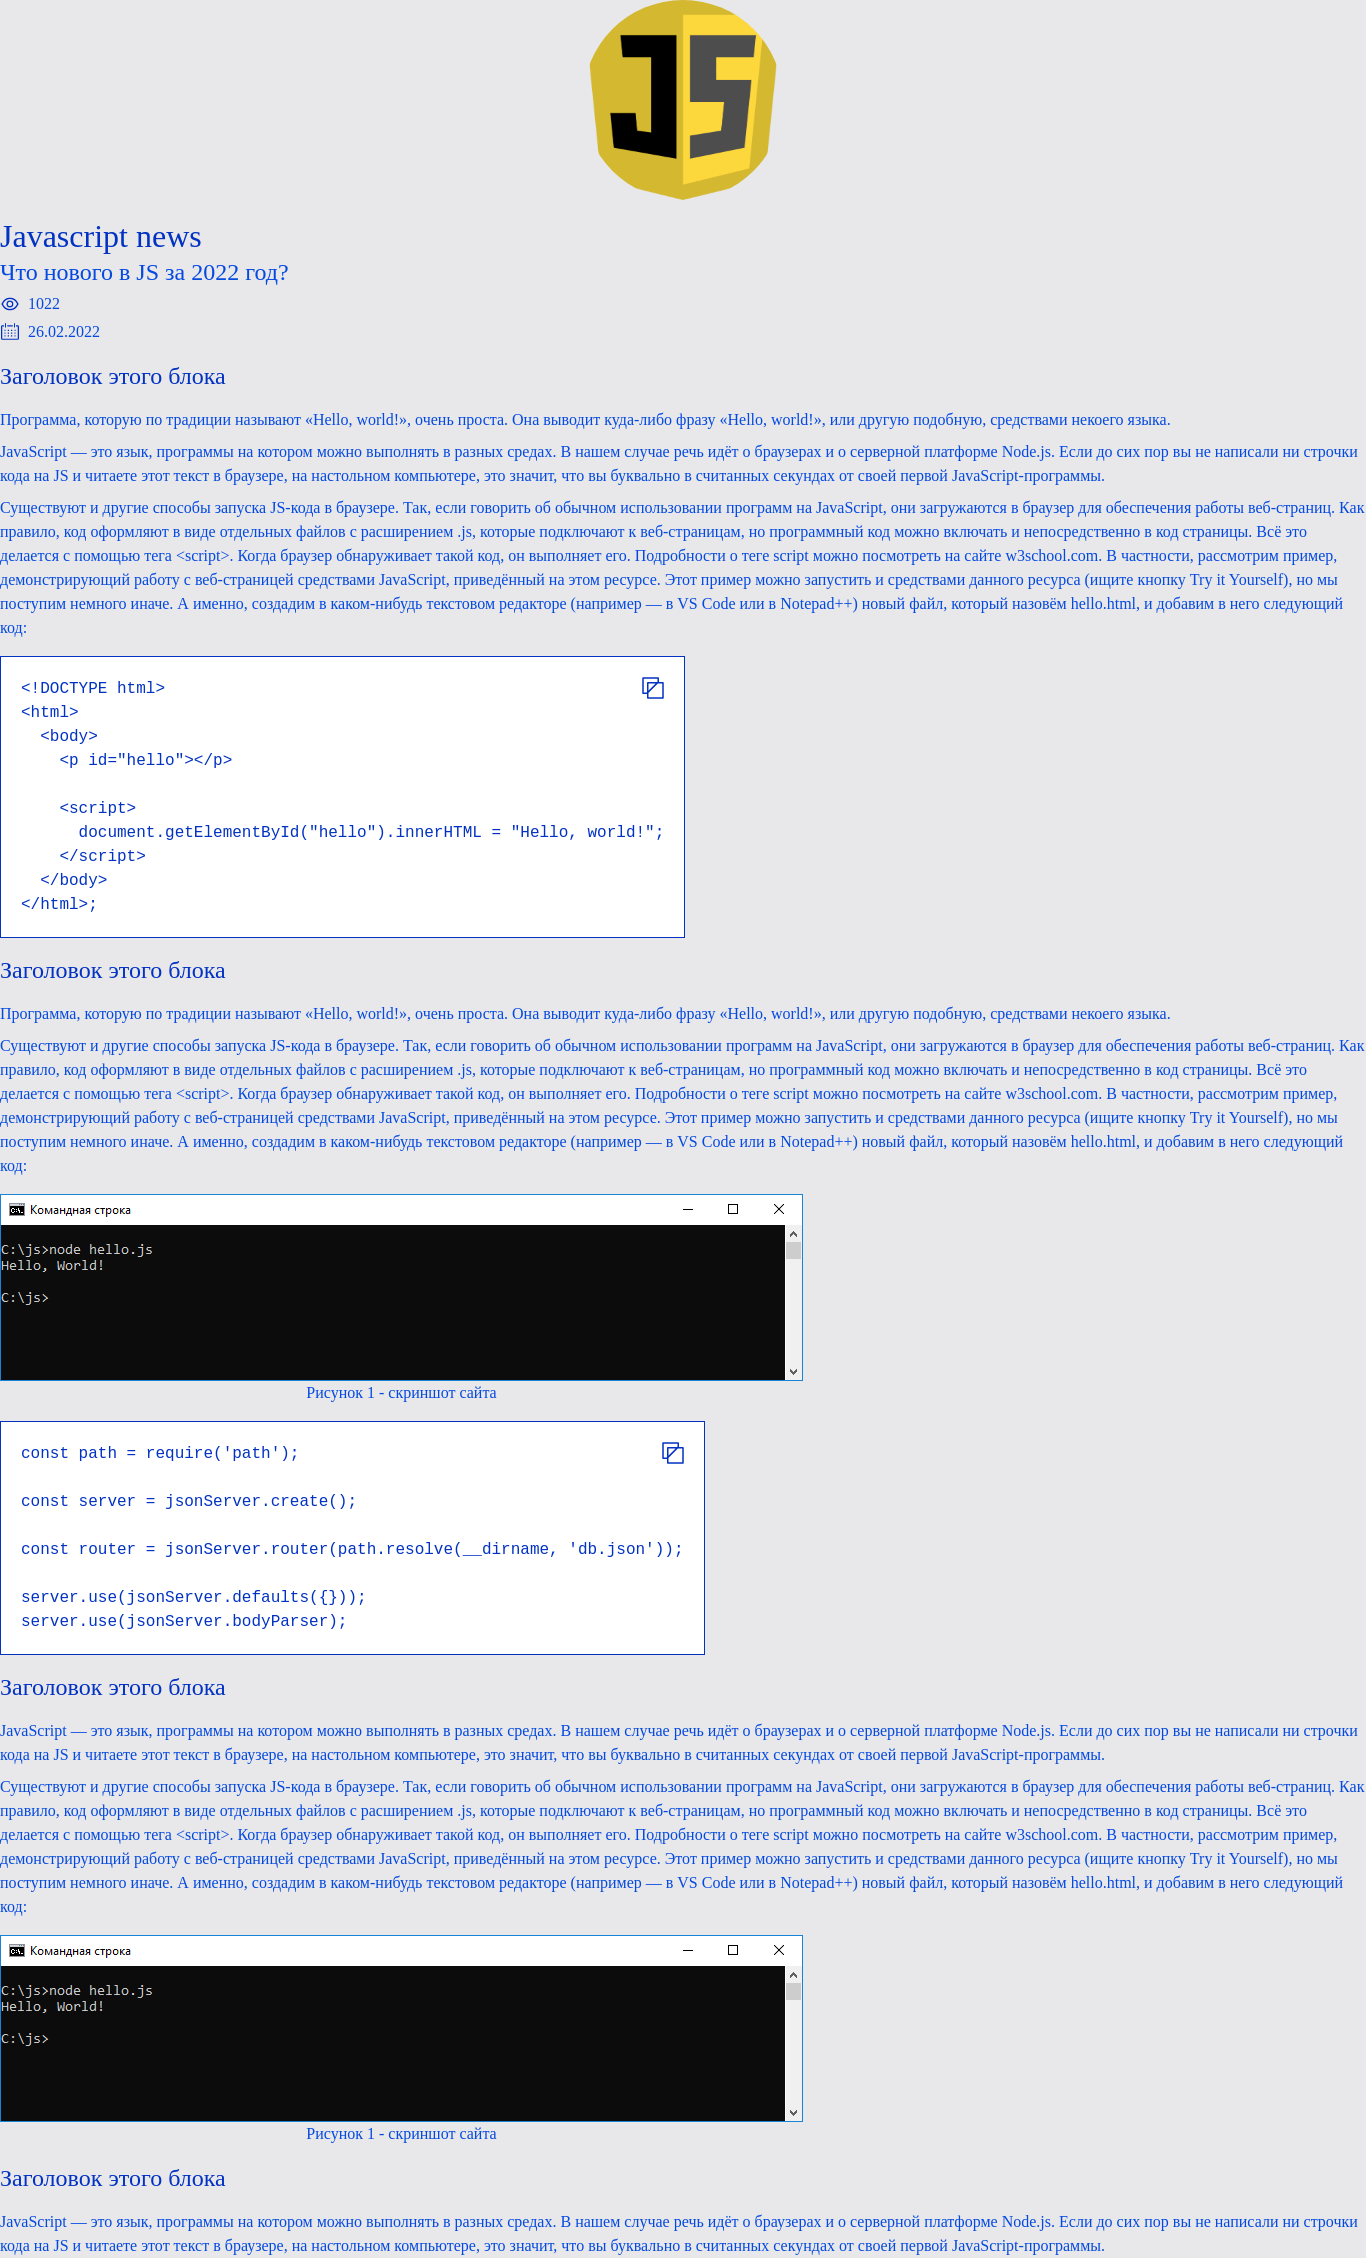 JS
Javascript news
Что нового в JS за 2022 год?
1022
26.02.2022
Заголовок этого блока
Программа, которую по традиции называют «Hello, world!», очень проста. Она выводит куда-либо фразу «Hello, world!», или другую подобную, средствами некоего языка.
JavaScript — это язык, программы на котором можно выполнять в разных средах. В нашем случае речь идёт о браузерах и о серверной платформе Node.js. Если до сих пор вы не написали ни строчки
кода на JS и читаете этот текст в браузере, на настольном компьютере, это значит, что вы буквально в считанных секундах от своей первой JavaScript-программы.
Существуют и другие способы запуска JS-кода в браузере. Так, если говорить об обычном использовании программ на JavaScript, они загружаются в браузер для обеспечения работы веб-страниц. Как
правило, код оформляют в виде отдельных файлов с расширением .js, которые подключают к веб-страницам, но программный код можно включать и непосредственно в код страницы. Всё это
делается с помощью тега <script>. Когда браузер обнаруживает такой код, он выполняет его. Подробности о теге script можно посмотреть на сайте w3school.com. В частности, рассмотрим пример,
демонстрирующий работу с веб-страницей средствами JavaScript, приведённый на этом ресурсе. Этот пример можно запустить и средствами данного ресурса (ищите кнопку Try it Yourself), но мы
поступим немного иначе. А именно, создадим в каком-нибудь текстовом редакторе (например — в VS Code или в Notepad++) новый файл, который назовём hello.html, и добавим в него следующий
код:
<!DOCTYPE html>
<html>
  <body>
    <p id="hello"></p>
    <script>
      document.getElementById("hello").innerHTML = "Hello, world!";
    </script>
  </body>
</html>;
Заголовок этого блока
Программа, которую по традиции называют «Hello, world!», очень проста. Она выводит куда-либо фразу «Hello, world!», или другую подобную, средствами некоего языка.
Существуют и другие способы запуска JS-кода в браузере. Так, если говорить об обычном использовании программ на JavaScript, они загружаются в браузер для обеспечения работы веб-страниц. Как
правило, код оформляют в виде отдельных файлов с расширением .js, которые подключают к веб-страницам, но программный код можно включать и непосредственно в код страницы. Всё это
делается с помощью тега <script>. Когда браузер обнаруживает такой код, он выполняет его. Подробности о теге script можно посмотреть на сайте w3school.com. В частности, рассмотрим пример,
демонстрирующий работу с веб-страницей средствами JavaScript, приведённый на этом ресурсе. Этот пример можно запустить и средствами данного ресурса (ищите кнопку Try it Yourself), но мы
поступим немного иначе. А именно, создадим в каком-нибудь текстовом редакторе (например — в VS Code или в Notepad++) новый файл, который назовём hello.html, и добавим в него следующий
код:
Командная строка
C:\js>node hello.js
Hello, World!
C:\js>
Рисунок 1 - скриншот сайта
const path = require('path');
const server = jsonServer.create();
const router = jsonServer.router(path.resolve(__dirname, 'db.json'));
server.use(jsonServer.defaults({}));
server.use(jsonServer.bodyParser);
Заголовок этого блока
JavaScript — это язык, программы на котором можно выполнять в разных средах. В нашем случае речь идёт о браузерах и о серверной платформе Node.js. Если до сих пор вы не написали ни строчки
кода на JS и читаете этот текст в браузере, на настольном компьютере, это значит, что вы буквально в считанных секундах от своей первой JavaScript-программы.
Существуют и другие способы запуска JS-кода в браузере. Так, если говорить об обычном использовании программ на JavaScript, они загружаются в браузер для обеспечения работы веб-страниц. Как
правило, код оформляют в виде отдельных файлов с расширением .js, которые подключают к веб-страницам, но программный код можно включать и непосредственно в код страницы. Всё это
делается с помощью тега <script>. Когда браузер обнаруживает такой код, он выполняет его. Подробности о теге script можно посмотреть на сайте w3school.com. В частности, рассмотрим пример,
демонстрирующий работу с веб-страницей средствами JavaScript, приведённый на этом ресурсе. Этот пример можно запустить и средствами данного ресурса (ищите кнопку Try it Yourself), но мы
поступим немного иначе. А именно, создадим в каком-нибудь текстовом редакторе (например — в VS Code или в Notepad++) новый файл, который назовём hello.html, и добавим в него следующий
код:
Командная строка
C:\js>node hello.js
Hello, World!
C:\js>
Рисунок 1 - скриншот сайта
Заголовок этого блока
JavaScript — это язык, программы на котором можно выполнять в разных средах. В нашем случае речь идёт о браузерах и о серверной платформе Node.js. Если до сих пор вы не написали ни строчки
кода на JS и читаете этот текст в браузере, на настольном компьютере, это значит, что вы буквально в считанных секундах от своей первой JavaScript-программы.